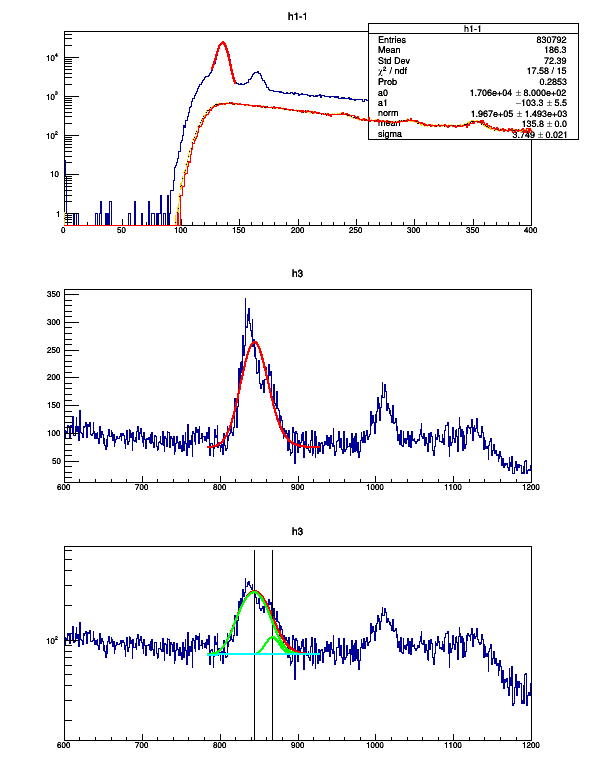 h1-1
h1-1
Entries 830792
Mean 186.3
Std Dev 72.39
χ² / ndf 17.58 / 15
Prob 0.2853
a0 1.706e+04 ± 8.000e+02
a1 −103.3 ± 5.5
norm 1.967e+05 ± 1.493e+03
mean 135.8 ± 0.0
sigma 3.749 ± 0.021
10⁴
10³
10²
10
1
0 50 100 150 200 250 300 350 400
h3
350
300
250
200
150
100
50
600 700 800 900 1000 1100 1200
h3
10²
600 700 800 900 1000 1100 1200